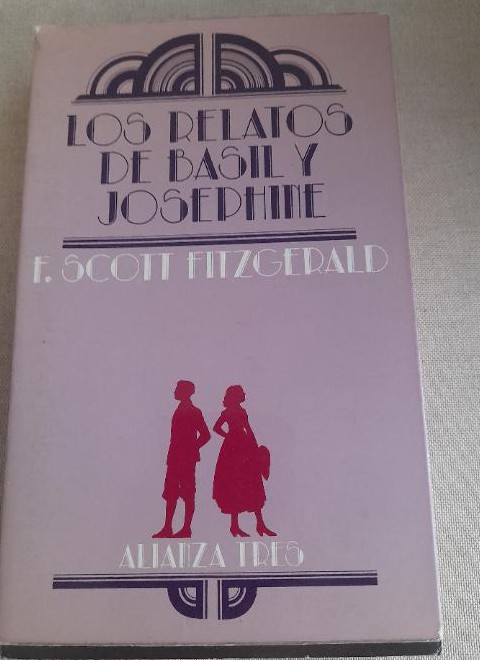 LOS RELATOS
DE BASIL Y
JOSEPHINE
F. SCOTT FITZGERALD
ALIANZA TRES